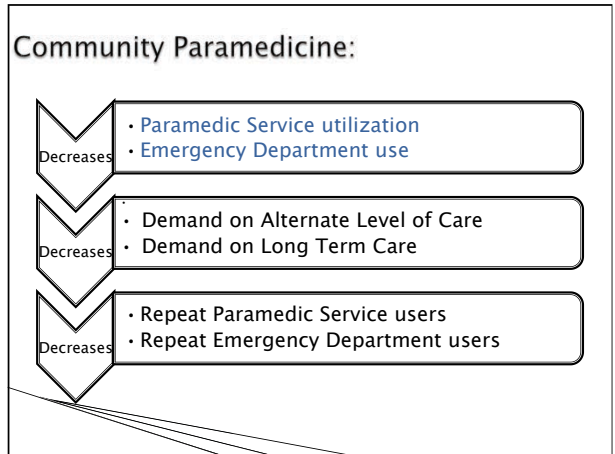 Community Paramedicine:
Decreases
• Paramedic Service utilization
• Emergency Department use
Decreases
•
• Demand on Alternate Level of Care
• Demand on Long Term Care
Decreases
• Repeat Paramedic Service users
• Repeat Emergency Department users